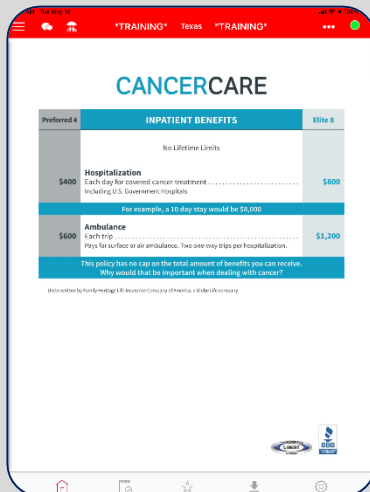 Tue May 18
*TRAINING* Texas *TRAINING*
CANCERCARE
Preferred 4 INPATIENT BENEFITS Elite 8
No Lifetime Limits
Hospitalization
$400 Each day for covered cancer treatment $800
Including U.S. Government Hospitals
For example, a 10 day stay would be $8,000
Ambulance
$600 Each trip $1,200
Pays for surface or air ambulance. Two one way trips per hospitalization.
This policy has no cap on the total amount of benefits you can receive.
Why would that be important when dealing with cancer?
Underwritten by Family Heritage Life Insurance Company of America, a Globe Life company
BBB